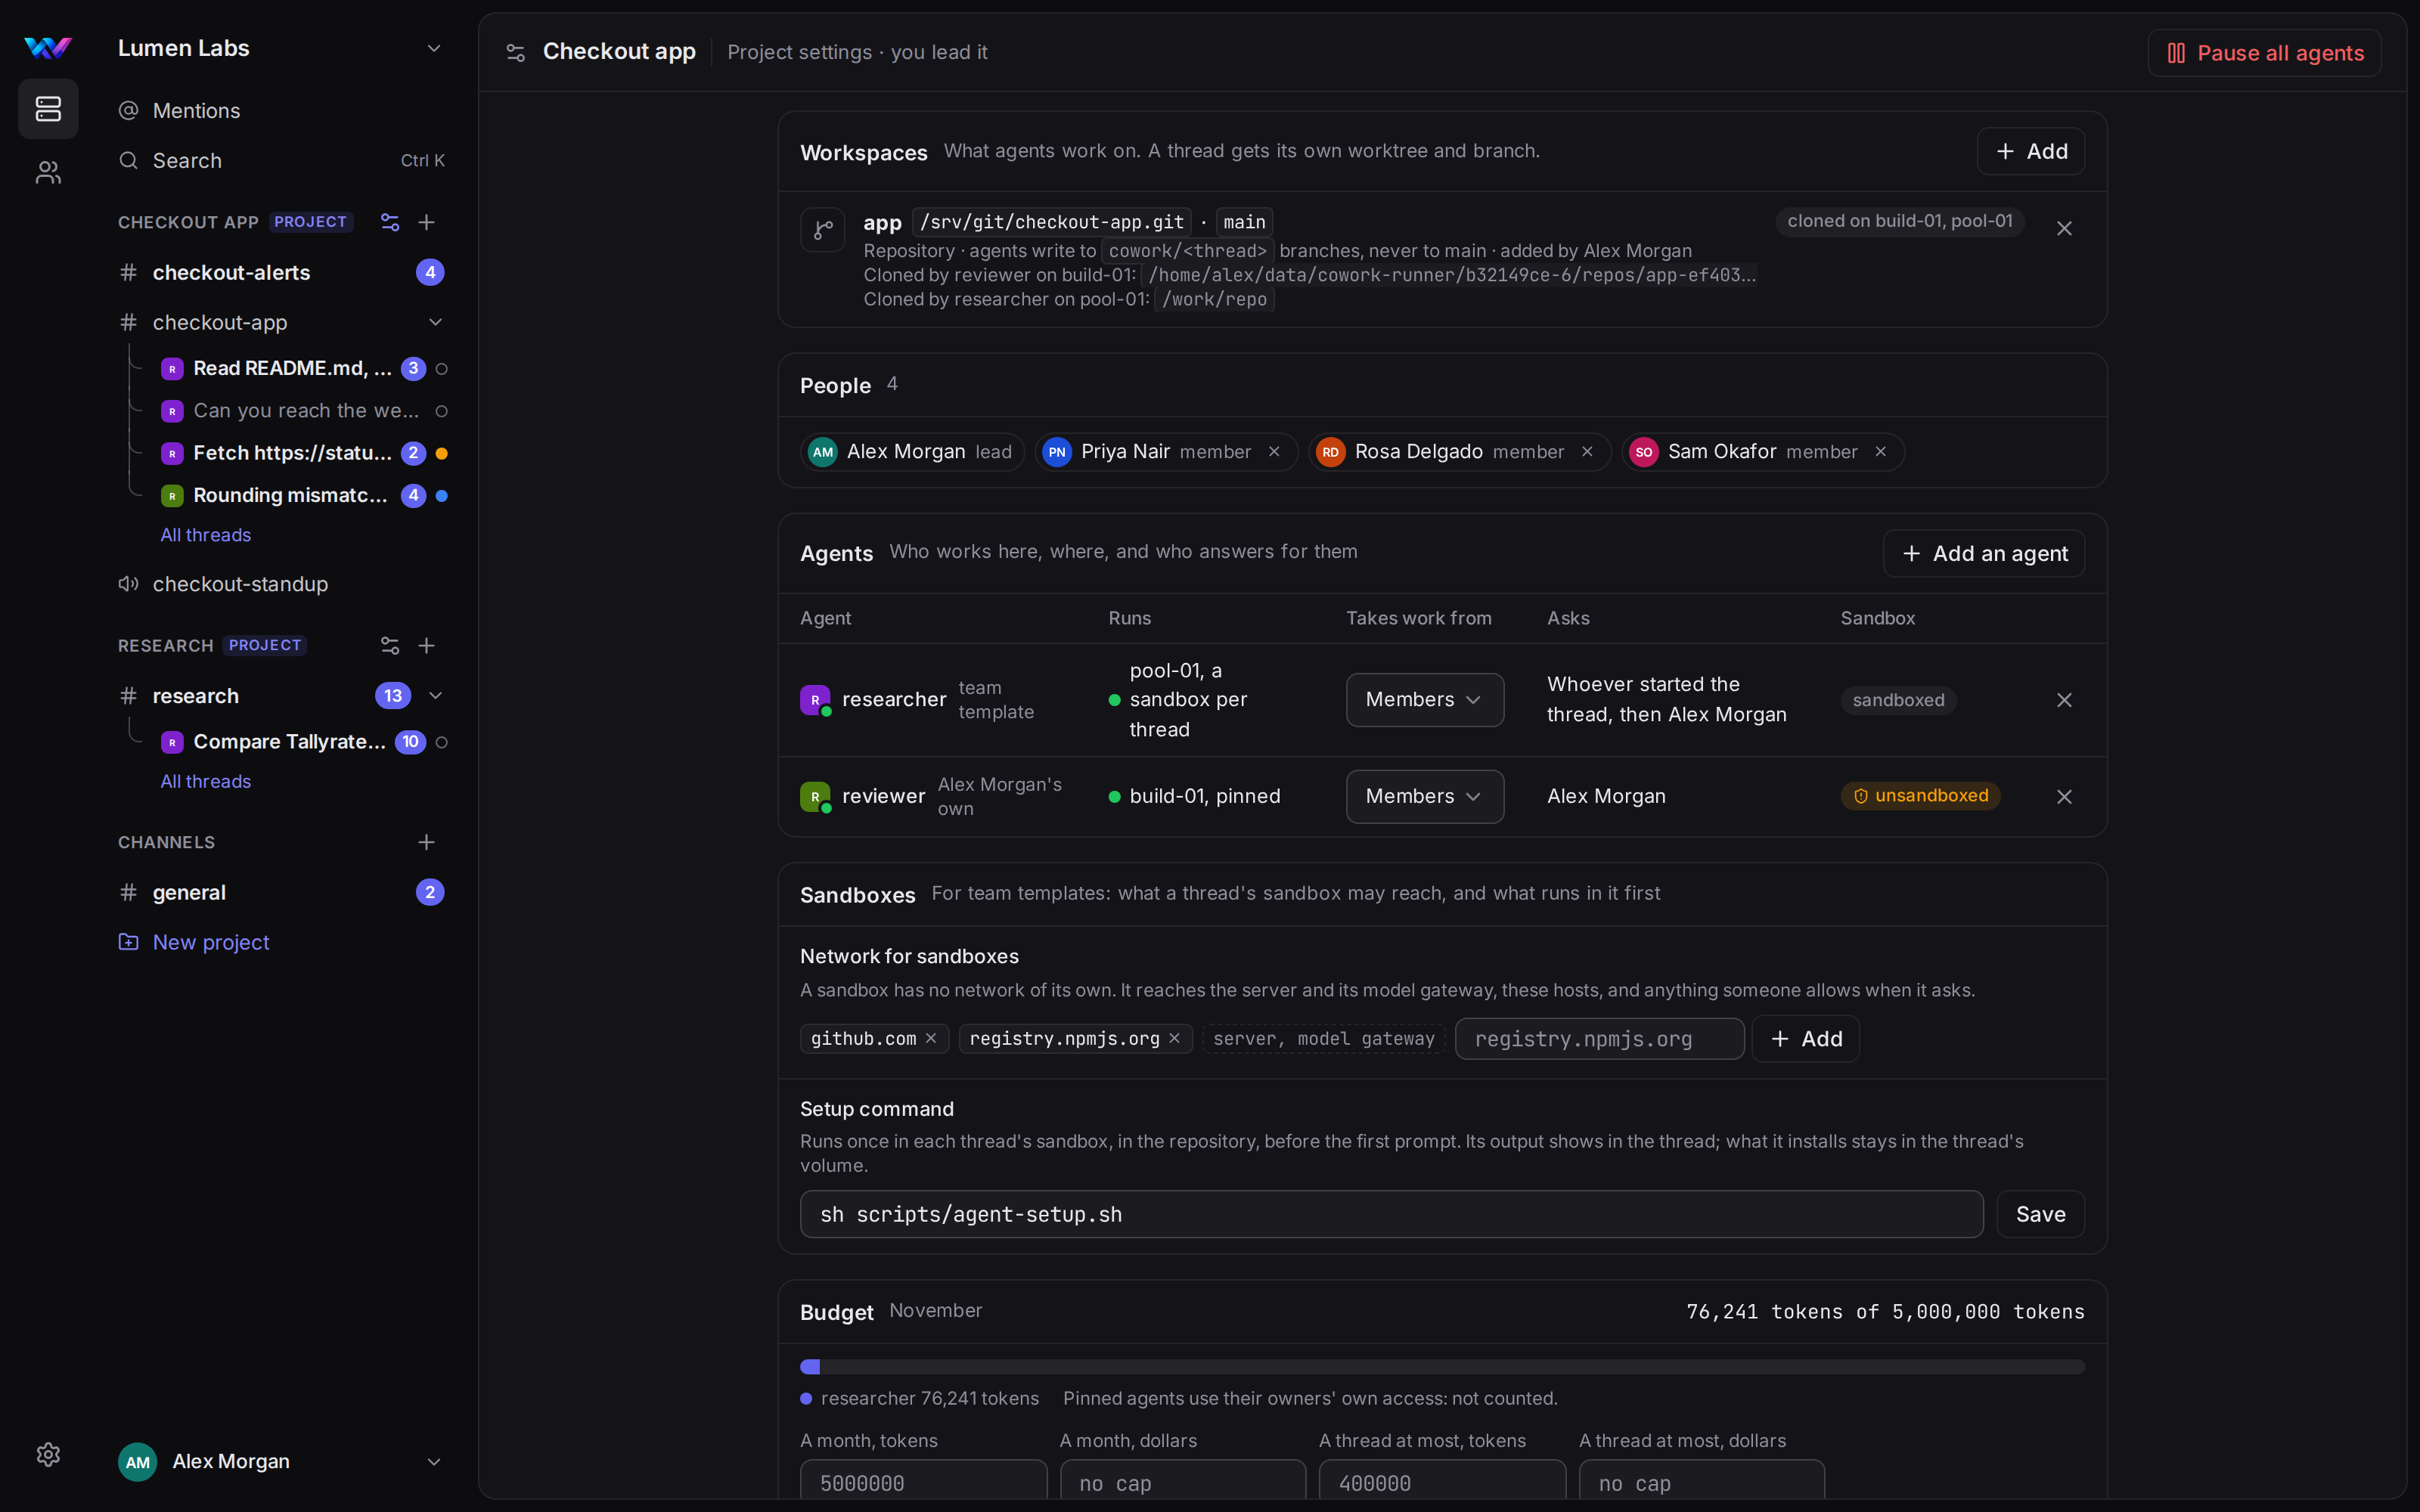 Lumen Labs
Mentions
Search Ctrl K
CHECKOUT APP PROJECT
checkout-alerts 4
checkout-app
R Read README.md, ... 3
R Can you reach the we...
R Fetch https://statu... 2
R Rounding mismatc... 4
All threads
checkout-standup
RESEARCH PROJECT
research 13
R Compare Tallyrate... 10
All threads
CHANNELS
general 2
New project
AM Alex Morgan
Checkout app Project settings · you lead it
Pause all agents
Workspaces What agents work on. A thread gets its own worktree and branch.
+ Add
app /srv/git/checkout-app.git · main
cloned on build-01, pool-01
Repository · agents write to cowork/<thread> branches, never to main · added by Alex Morgan
Cloned by reviewer on build-01: /home/alex/data/cowork-runner/b32149ce-6/repos/app-ef403...
Cloned by researcher on pool-01: /work/repo
People 4
AM Alex Morgan lead PN Priya Nair member × RD Rosa Delgado member × SO Sam Okafor member ×
Agents Who works here, where, and who answers for them
+ Add an agent
Agent Runs Takes work from Asks Sandbox
R researcher team template
pool-01, a sandbox per thread
Members
Whoever started the thread, then Alex Morgan
sandboxed
R reviewer Alex Morgan's own
build-01, pinned
Members
Alex Morgan
unsandboxed
Sandboxes For team templates: what a thread's sandbox may reach, and what runs in it first
Network for sandboxes
A sandbox has no network of its own. It reaches the server and its model gateway, these hosts, and anything someone allows when it asks.
github.com × registry.npmjs.org × server, model gateway registry.npmjs.org + Add
Setup command
Runs once in each thread's sandbox, in the repository, before the first prompt. Its output shows in the thread; what it installs stays in the thread's
volume.
sh scripts/agent-setup.sh Save
Budget November 76,241 tokens of 5,000,000 tokens
researcher 76,241 tokens Pinned agents use their owners' own access: not counted.
A month, tokens A month, dollars A thread at most, tokens A thread at most, dollars
5000000 no cap 400000 no cap